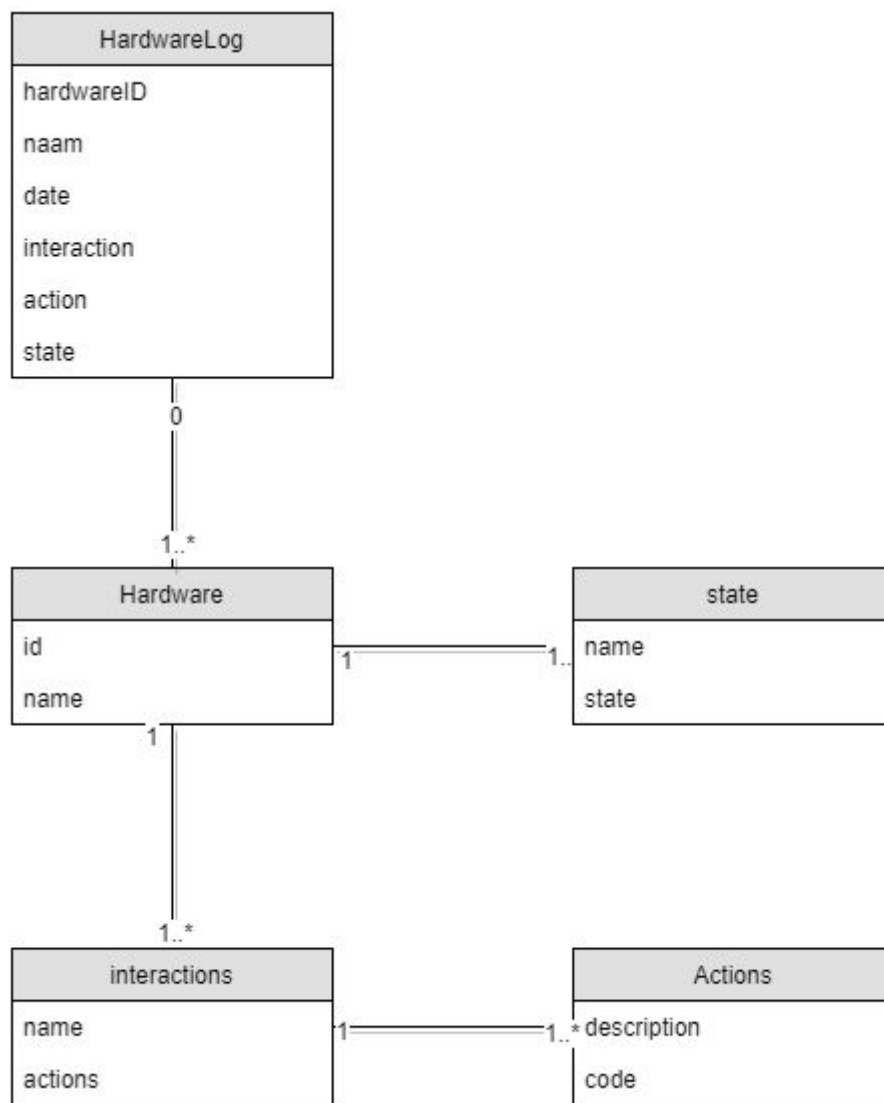 HardwareLog
hardwareID
naam
date
interaction
action
state
0
1..*
Hardware
id
name
1
1..
state
name
state
1
1..*
interactions
name
actions
1
1..*
Actions
description
code